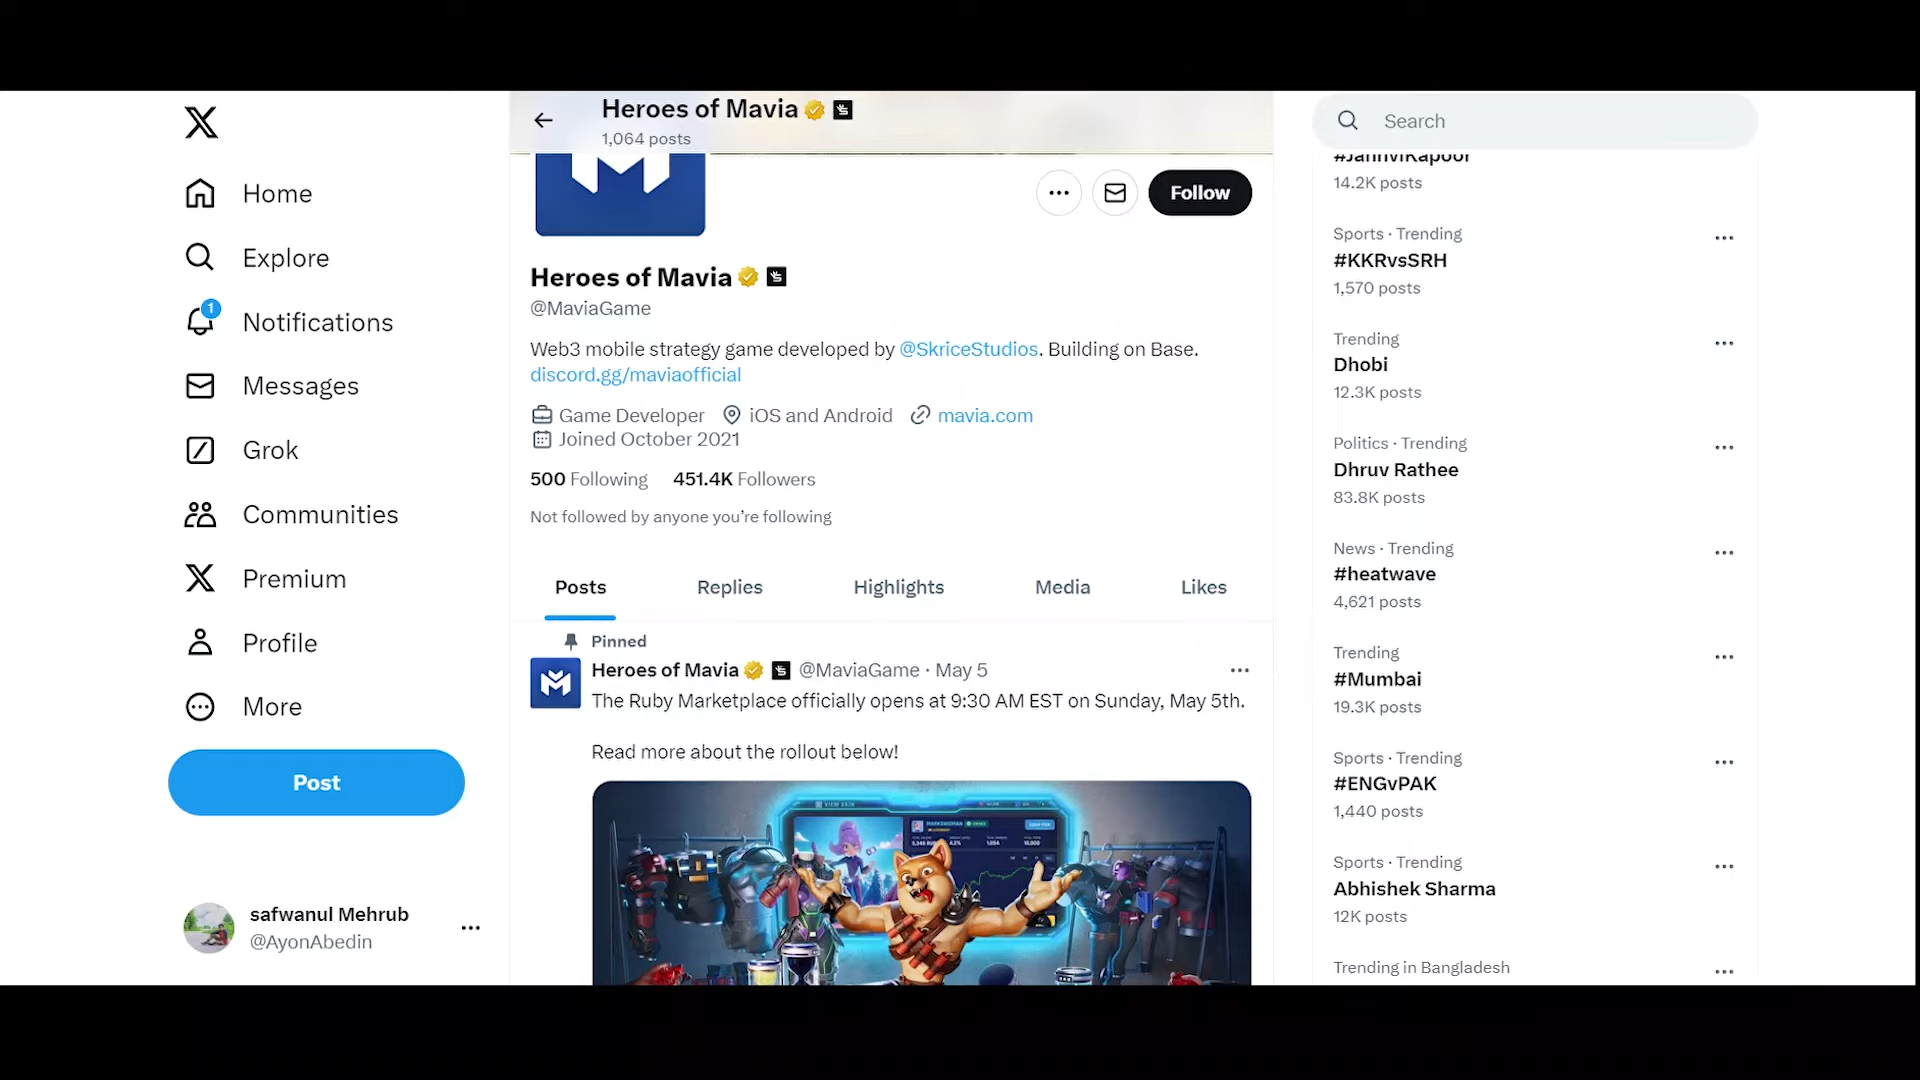 Heroes of Mavia
1,064 posts
Search
Home
Explore
1
Notifications
Messages
Grok
Communities
Premium
Profile
More
Post
safwanul Mehrub
@AyonAbedin
Follow
Heroes of Mavia
@MaviaGame
Web3 mobile strategy game developed by @SkriceStudios. Building on Base.
discord.gg/maviaofficial
Game Developer iOS and Android mavia.com
Joined October 2021
500 Following 451.4K Followers
Not followed by anyone you’re following
Posts Replies Highlights Media Likes
Pinned
Heroes of Mavia @MaviaGame · May 5
The Ruby Marketplace officially opens at 9:30 AM EST on Sunday, May 5th.
Read more about the rollout below!
VIEW SKIN
MARKSWOMAN
#JanhviKapoor
14.2K posts
Sports · Trending
#KKRvsSRH
1,570 posts
Trending
Dhobi
12.3K posts
Politics · Trending
Dhruv Rathee
83.8K posts
News · Trending
#heatwave
4,621 posts
Trending
#Mumbai
19.3K posts
Sports · Trending
#ENGvPAK
1,440 posts
Sports · Trending
Abhishek Sharma
12K posts
Trending in Bangladesh